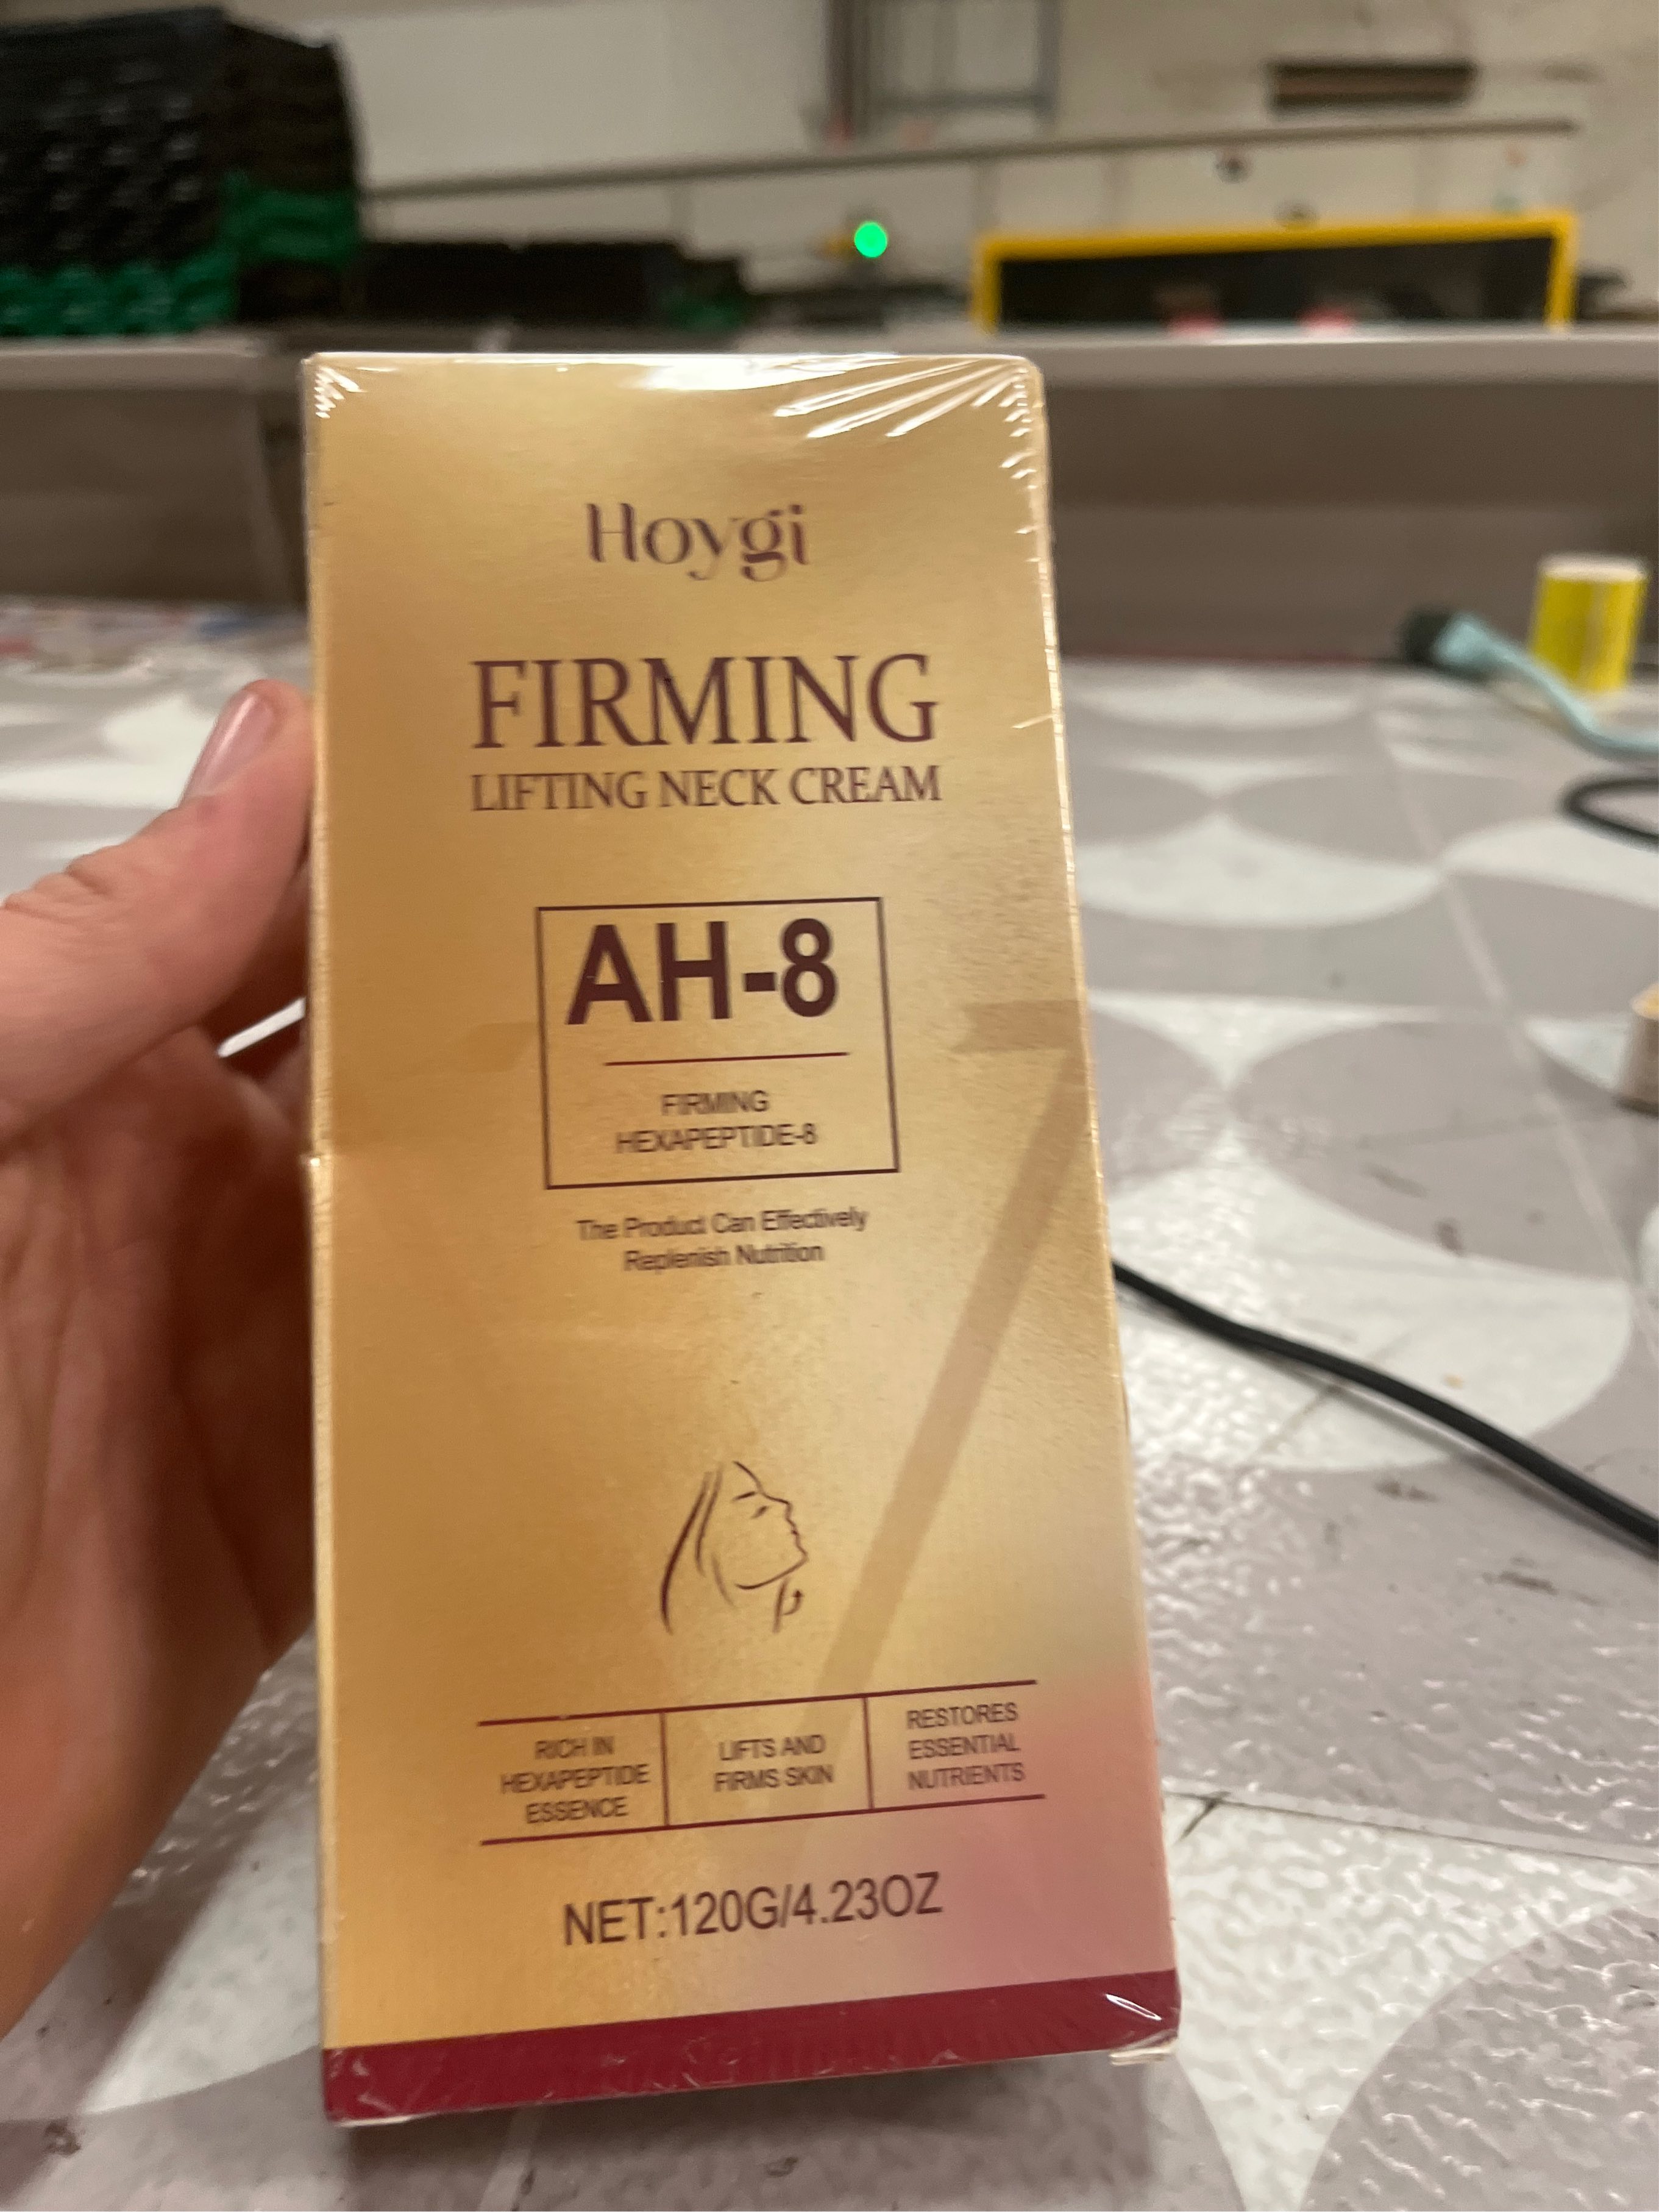 Hoygi
FIRMING
LIFTING NECK CREAM
AH-8
FIRMING
HEXAPEPTIDE-8
The Product Can Effectively
Replenish Nutrition
RICH IN
HEXAPEPTIDE
ESSENCE
LIFTS AND
FIRMS SKIN
RESTORES
ESSENTIAL
NUTRIENTS
NET:120G/4.23OZ